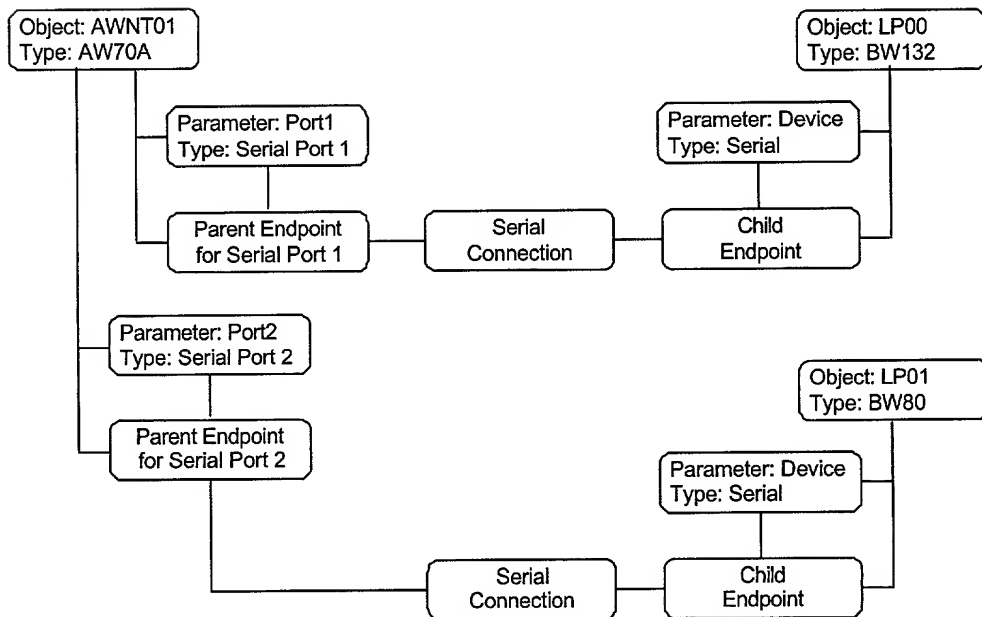 Object: AWNT01
Type: AW70A
Object: LP00
Type: BW132
Parameter: Port1
Type: Serial Port 1
Parameter: Device
Type: Serial
Parent Endpoint
for Serial Port 1
Serial
Connection
Child
Endpoint
Parameter: Port2
Type: Serial Port 2
Object: LP01
Type: BW80
Parent Endpoint
for Serial Port 2
Parameter: Device
Type: Serial
Serial
Connection
Child
Endpoint